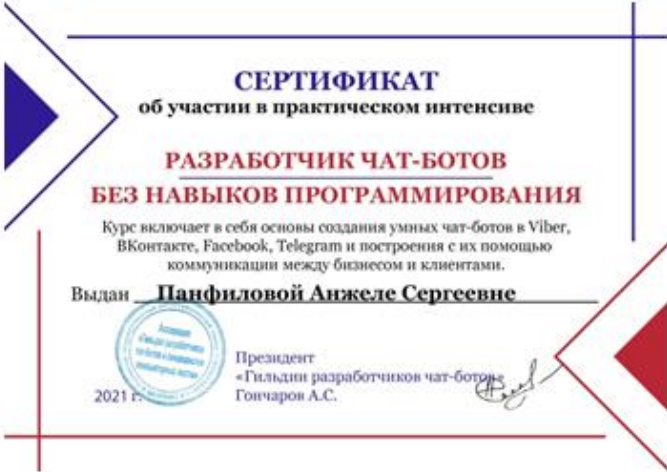 СЕРТИФИКАТ
об участии в практическом интенсиве
РАЗРАБОТЧИК ЧАТ-БОТОВ
БЕЗ НАВЫКОВ ПРОГРАММИРОВАНИЯ
Курс включает в себя основы создания умных чат-ботов в Viber,
ВКонтакте, Facebook, Telegram и построения с их помощью
коммуникации между бизнесом и клиентами.
Выдан Панфиловой Анжеле Сергеевне
Президент
«Гильдии разработчиков чат-ботов»
2021 г. Гончаров А.С.